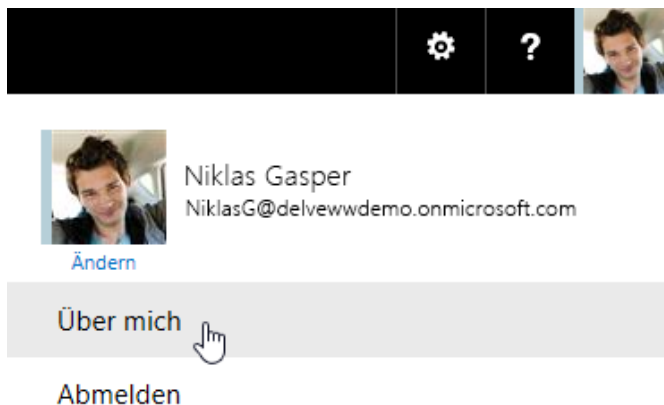 ?
Niklas Gasper
NiklasG@delvewwdemo.onmicrosoft.com
Ändern
Über mich
Abmelden